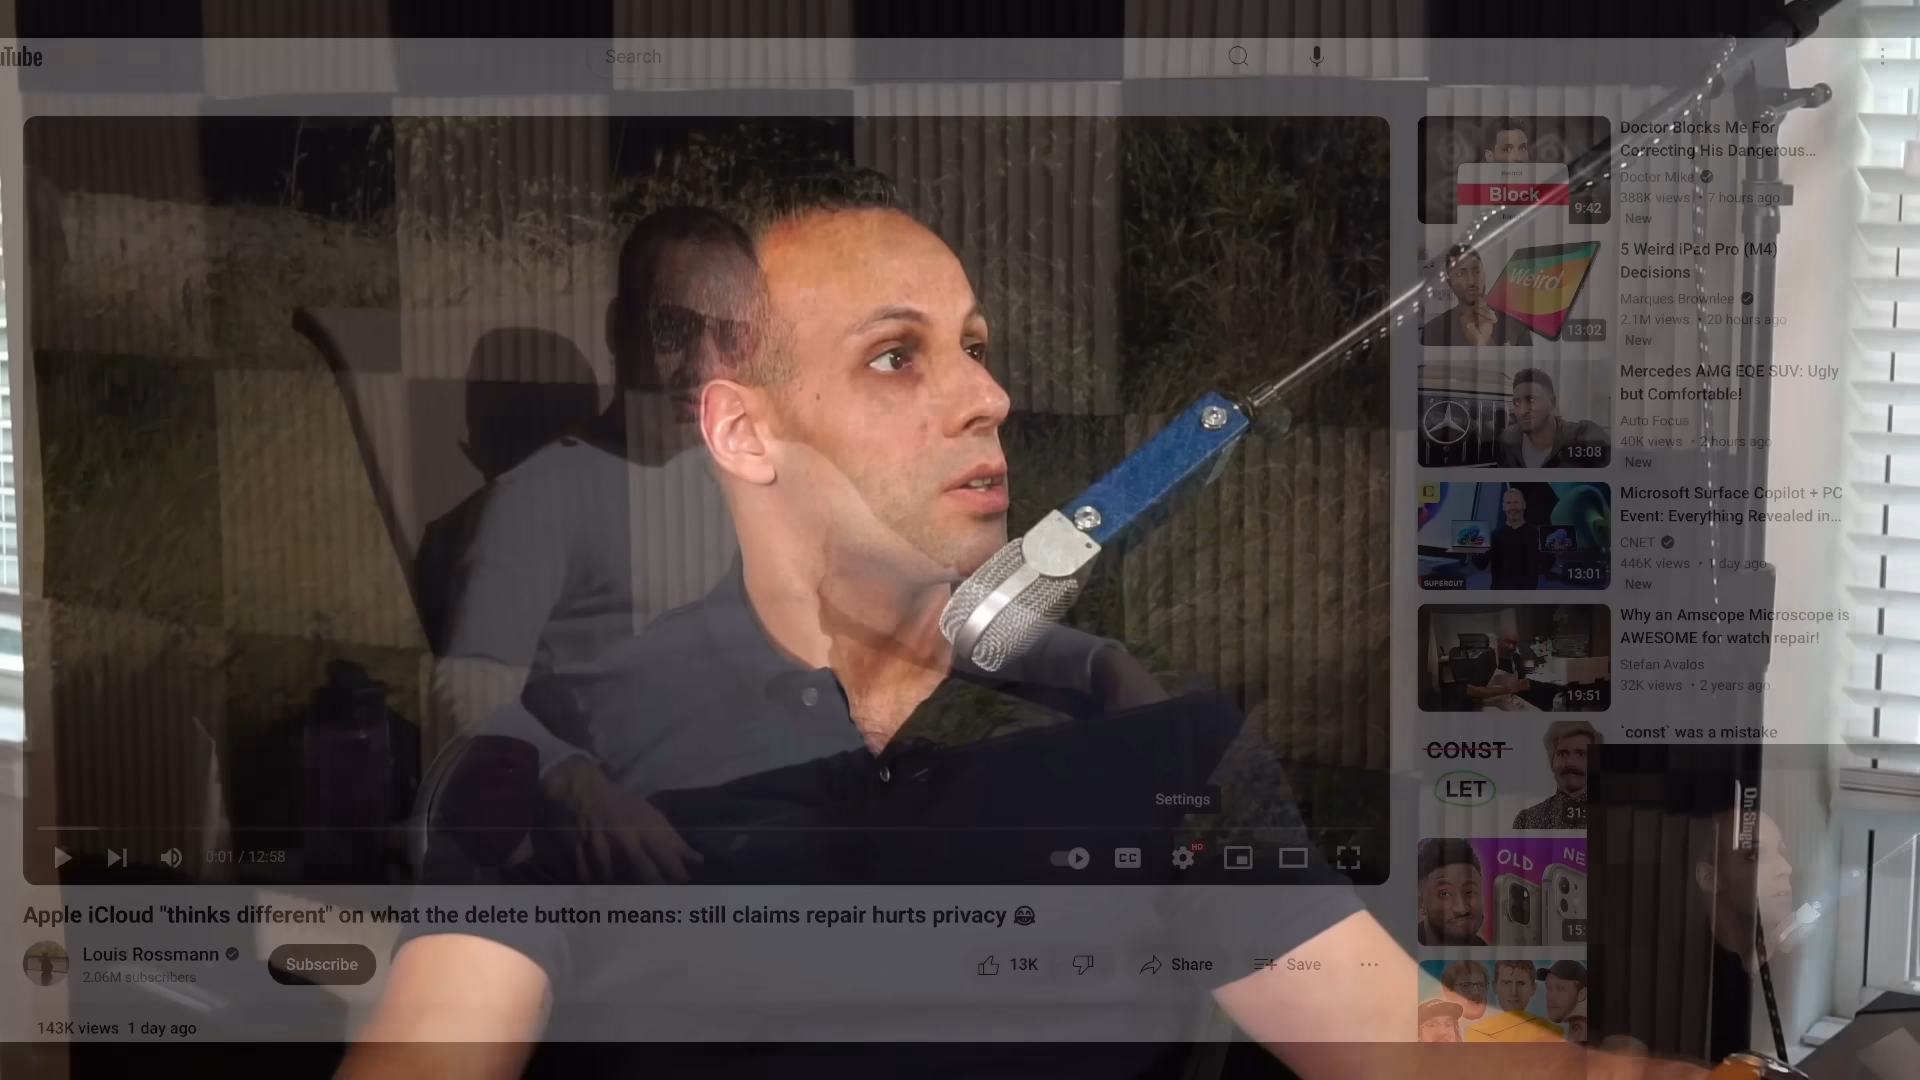 uTube
Search
Settings
0:01 / 12:58
CC
HD
Apple iCloud "thinks different" on what the delete button means: still claims repair hurts privacy 😂
Louis Rossmann
2.06M subscribers
Subscribe
13K
Share
Save
143K views 1 day ago
Block
9:42
Doctor Blocks Me For
Correcting His Dangerous...
Doctor Mike
388K views • 7 hours ago
New
Weird
13:02
5 Weird iPad Pro (M4)
Decisions
Marques Brownlee
2.1M views • 20 hours ago
New
13:08
Mercedes AMG EQE SUV: Ugly
but Comfortable!
Auto Focus
40K views • 2 hours ago
New
SUPERCUT
13:01
Microsoft Surface Copilot + PC
Event: Everything Revealed in...
CNET
446K views • 1 day ago
New
19:51
Why an Amscope Microscope is
AWESOME for watch repair!
Stefan Avalos
32K views • 2 years ago
CONST
LET
31:
`const` was a mistake
OLD
NE
15:
On-Stage